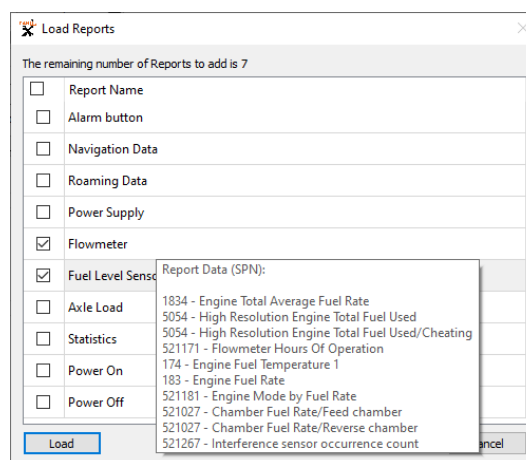 Load Reports
The remaining number of Reports to add is 7
Report Name
Alarm button
Navigation Data
Roaming Data
Power Supply
Flowmeter
Fuel Level Senso
Axle Load
Statistics
Power On
Power Off
Report Data (SPN):
1834 - Engine Total Average Fuel Rate
5054 - High Resolution Engine Total Fuel Used
5054 - High Resolution Engine Total Fuel Used/Cheating
521171 - Flowmeter Hours Of Operation
174 - Engine Fuel Temperature 1
183 - Engine Fuel Rate
521181 - Engine Mode by Fuel Rate
521027 - Chamber Fuel Rate/Feed chamber
521027 - Chamber Fuel Rate/Reverse chamber
521267 - Interference sensor occurrence count
Load
ancel